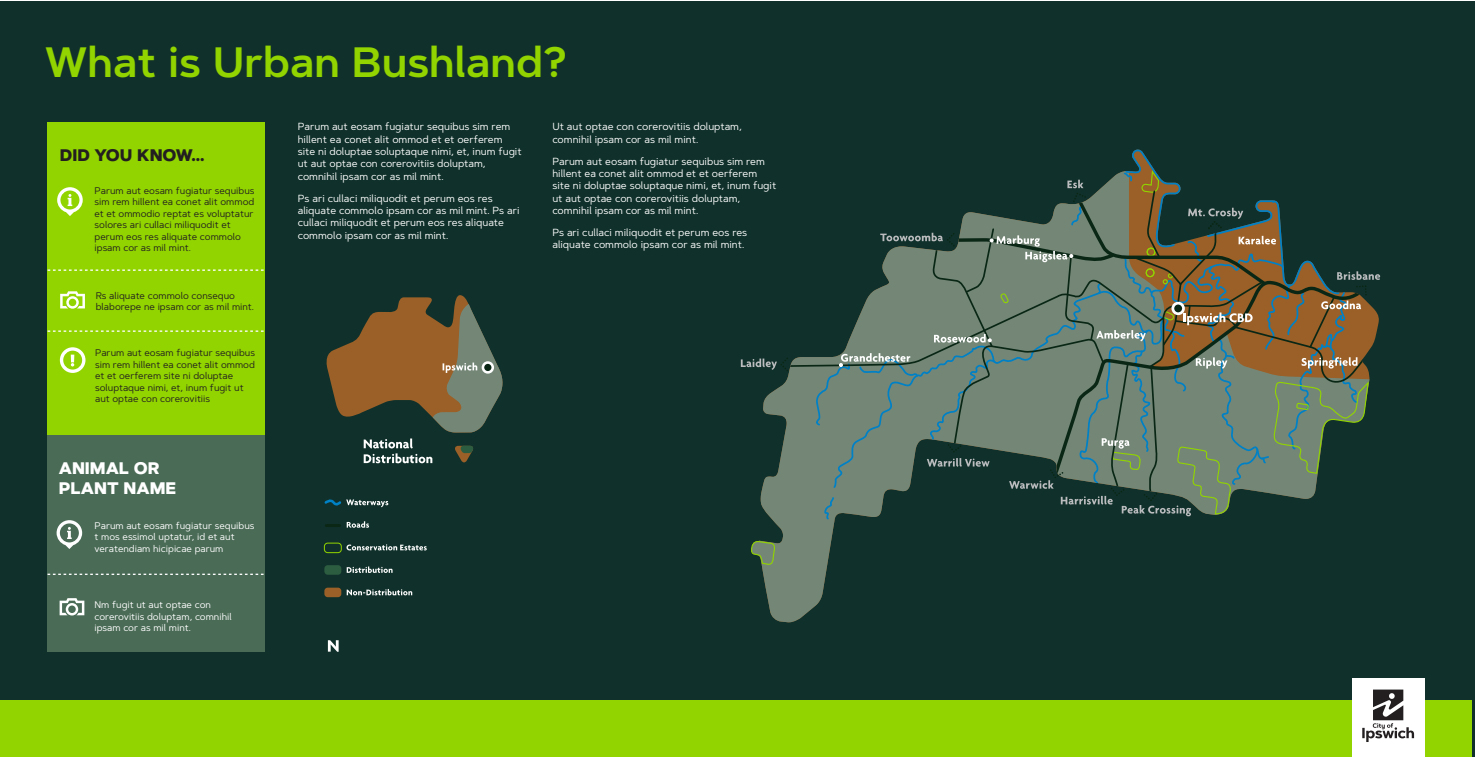 What is Urban Bushland?
DID YOU KNOW...
Parum aut eosam fugiatur sequibus
sim rem hillent ea conet alit ommod
et et ommodio reptat es voluptatur
solores ari cullaci miliquodit et
perum eos res aliquate commolo
ipsam cor as mil mint.
Rs aliquate commolo consequo
blaborepe ne ipsam cor as mil mint.
Parum aut eosam fugiatur sequibus
sim rem hillent ea conet alit ommod
et et oerferem site ni doluptae
soluptaque nimi, et, inum fugit ut
aut optae con corerovitiis
ANIMAL OR
PLANT NAME
Parum aut eosam fugiatur sequibus
t mos essimol uptatur, id et aut
veratendiam hicipicae parum
Nm fugit ut aut optae con
corerovitiis doluptam, comnihil
ipsam cor as mil mint.
Parum aut eosam fugiatur sequibus sim rem
hillent ea conet alit ommod et et oerferem
site ni doluptae soluptaque nimi, et, inum fugit
ut aut optae con corerovitiis doluptam,
comnihil ipsam cor as mil mint.
Ps ari cullaci miliquodit et perum eos res
aliquate commolo ipsam cor as mil mint. Ps ari
cullaci miliquodit et perum eos res aliquate
commolo ipsam cor as mil mint.
Ut aut optae con corerovitiis doluptam,
comnihil ipsam cor as mil mint.
Parum aut eosam fugiatur sequibus sim rem
hillent ea conet alit ommod et et oerferem
site ni doluptae soluptaque nimi, et, inum fugit
ut aut optae con corerovitiis doluptam,
comnihil ipsam cor as mil mint.
Ps ari cullaci miliquodit et perum eos res
aliquate commolo ipsam cor as mil mint.
Ipswich
National
Distribution
Waterways
Roads
Conservation Estates
Distribution
Non-Distribution
N
Esk
Mt. Crosby
Toowoomba
Marburg
Karalee
Haigslea
Brisbane
Goodna
Ipswich CBD
Rosewood
Amberley
Laidley
Grandchester
Ripley
Springfield
Purga
Warrill View
Warwick
Harrisville
Peak Crossing
City of
Ipswich